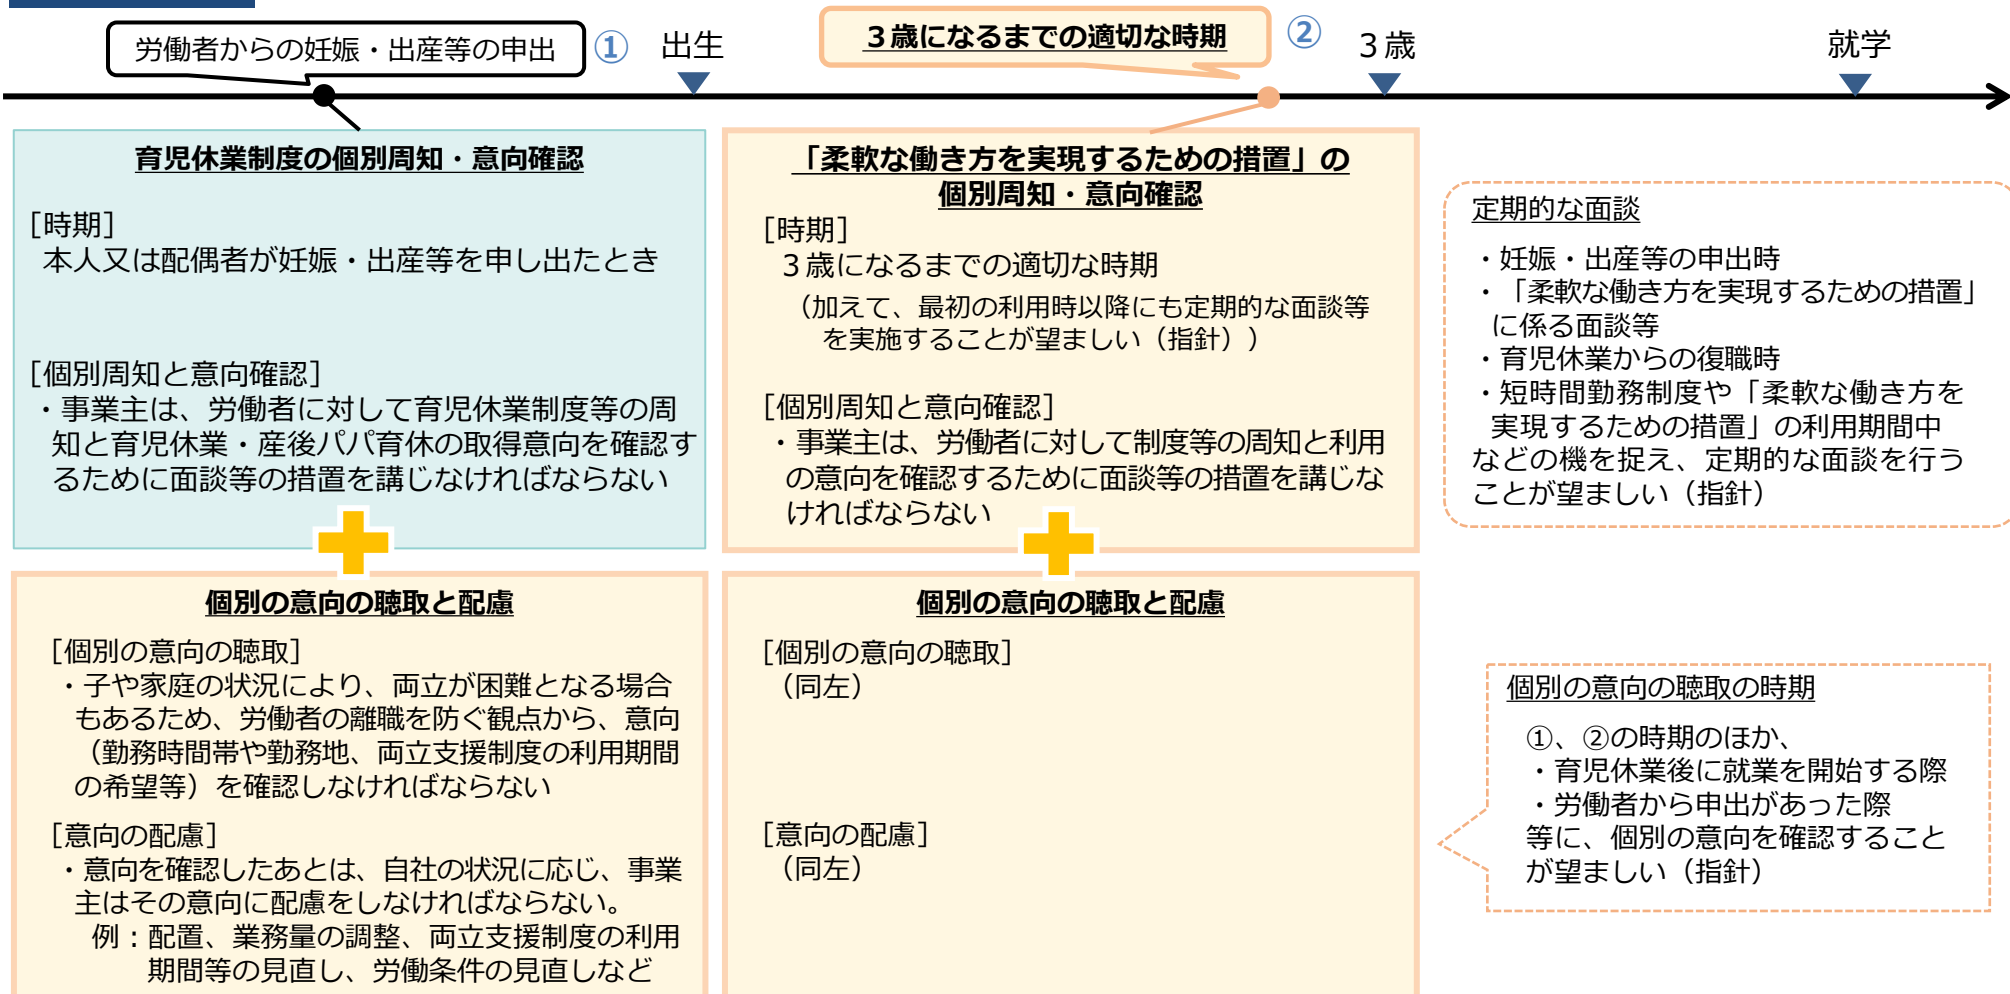 労働者からの妊娠・出産等の申出
①
出生
３歳になるまでの適切な時期
②
３歳
就学
育児休業制度の個別周知・意向確認
［時期］
本人又は配偶者が妊娠・出産等を申し出たとき
［個別周知と意向確認］
・事業主は、労働者に対して育児休業制度等の周
知と育児休業・産後パパ育休の取得意向を確認す
るために面談等の措置を講じなければならない
「柔軟な働き方を実現するための措置」の
個別周知・意向確認
［時期］
３歳になるまでの適切な時期
（加えて、最初の利用時以降にも定期的な面談等
を実施することが望ましい（指針））
［個別周知と意向確認］
・事業主は、労働者に対して制度等の周知と利用
の意向を確認するために面談等の措置を講じな
ければならない
定期的な面談
・妊娠・出産等の申出時
・「柔軟な働き方を実現するための措置」
に係る面談等
・育児休業からの復職時
・短時間勤務制度や「柔軟な働き方を
実現するための措置」の利用期間中
などの機を捉え、定期的な面談を行う
ことが望ましい（指針）
個別の意向の聴取と配慮
［個別の意向の聴取］
・子や家庭の状況により、両立が困難となる場合
もあるため、労働者の離職を防ぐ観点から、意向
（勤務時間帯や勤務地、両立支援制度の利用期間
の希望等）を確認しなければならない
［意向の配慮］
・意向を確認したあとは、自社の状況に応じ、事業
主はその意向に配慮をしなければならない。
例：配置、業務量の調整、両立支援制度の利用
期間等の見直し、労働条件の見直しなど
個別の意向の聴取と配慮
［個別の意向の聴取］
（同左）
［意向の配慮］
（同左）
個別の意向の聴取の時期
①、②の時期のほか、
・育児休業後に就業を開始する際
・労働者から申出があった際
等に、個別の意向を確認すること
が望ましい（指針）